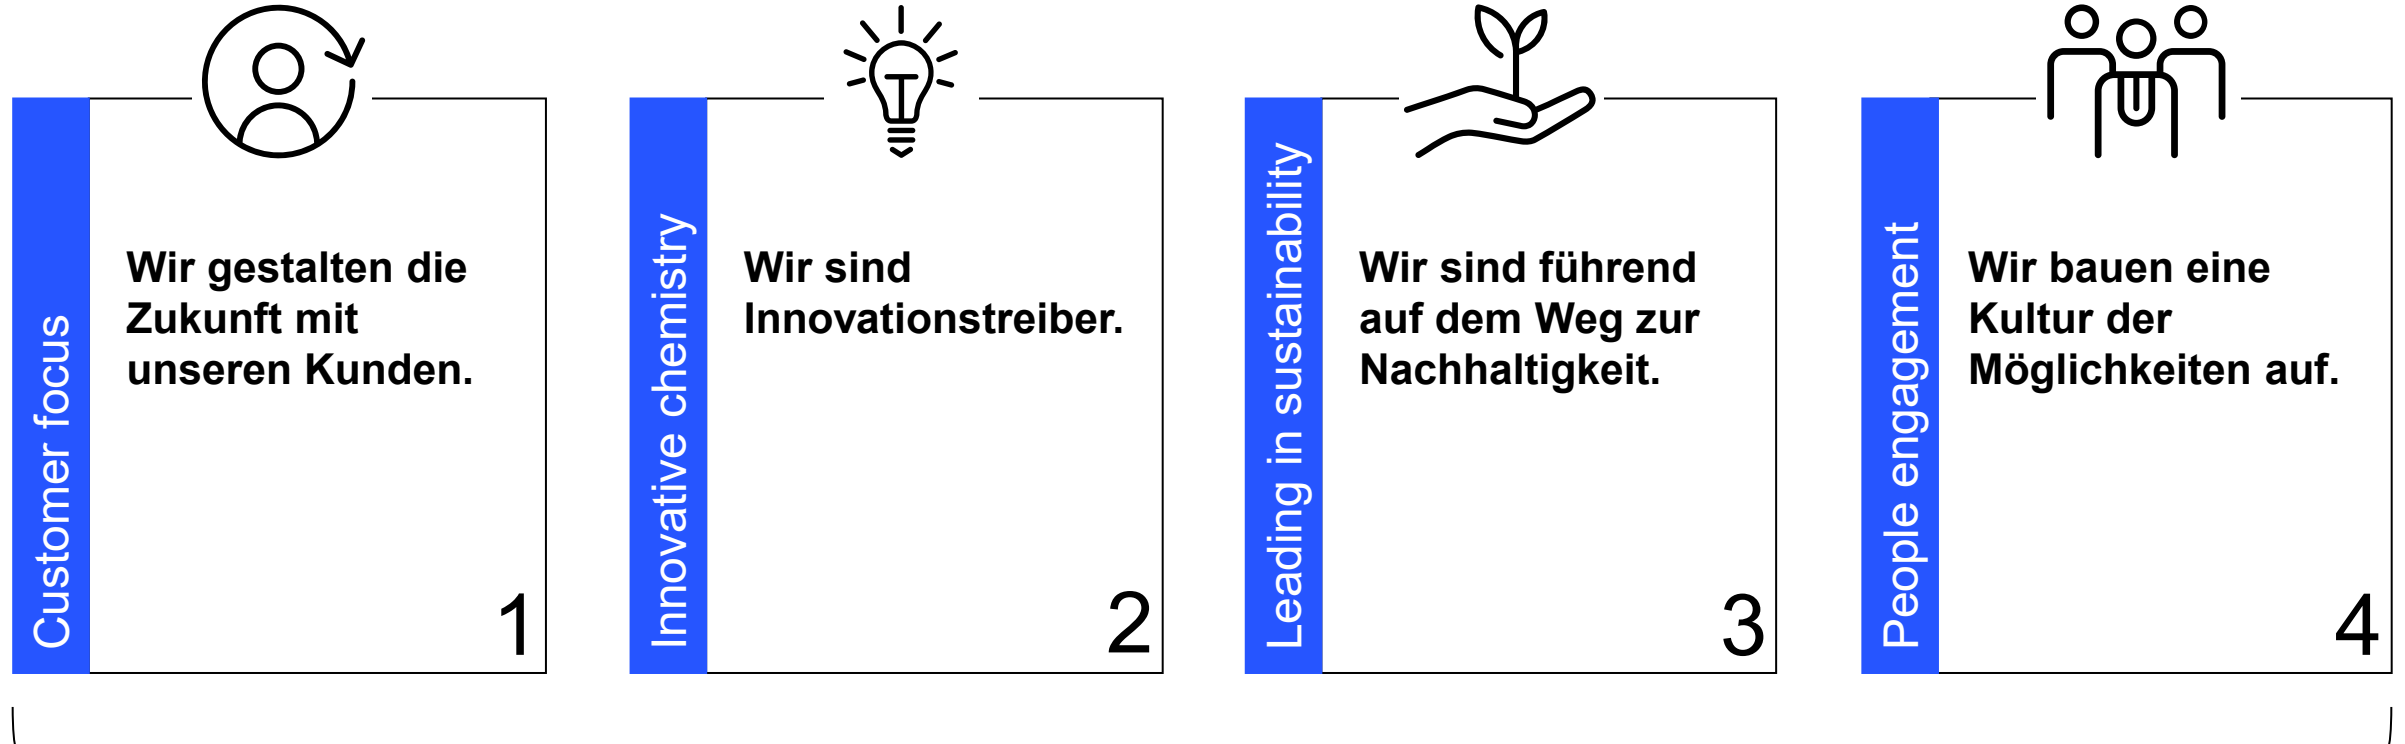 Customer focus
Wir gestalten die
Zukunft mit
unseren Kunden.
1
Innovative chemistry
Wir sind
Innovationstreiber.
2
Leading in sustainability
Wir sind führend
auf dem Weg zur
Nachhaltigkeit.
3
People engagement
Wir bauen eine
Kultur der
Möglichkeiten auf.
4